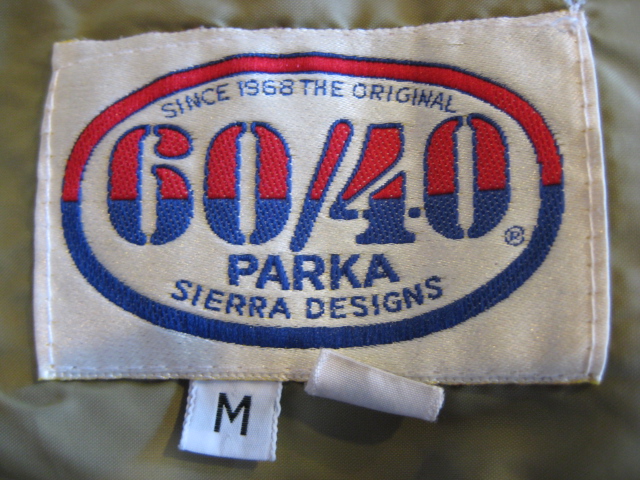 SINCE 1968 THE ORIGINAL
60/40®
PARKA
SIERRA DESIGNS
M